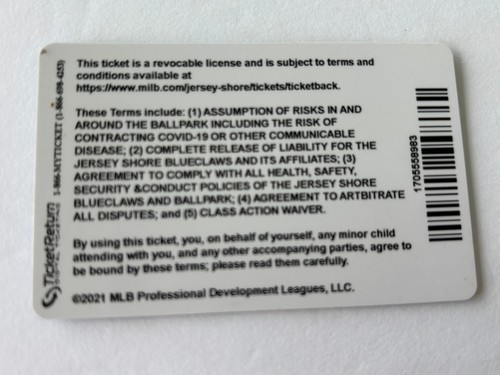 This ticket is a revocable license and is subject to terms and
conditions available at
https://www.milb.com/jersey-shore/tickets/ticketback.
These Terms include: (1) ASSUMPTION OF RISKS IN AND
AROUND THE BALLPARK INCLUDING THE RISK OF
CONTRACTING COVID-19 OR OTHER COMMUNICABLE
DISEASE; (2) COMPLETE RELEASE OF LIABILITY FOR THE
JERSEY SHORE BLUECLAWS AND ITS AFFILIATES; (3)
AGREEMENT TO COMPLY WITH ALL HEALTH, SAFETY,
SECURITY &CONDUCT POLICIES OF THE JERSEY SHORE
BLUECLAWS AND BALLPARK; (4) AGREEMENT TO ARTBITRATE
ALL DISPUTES; and (5) CLASS ACTION WAIVER.
By using this ticket, you, on behalf of yourself, any minor child
attending with you, and any other accompanying parties, agree to
be bound by these terms; please read them carefully.
©2021 MLB Professional Development Leagues, LLC.
TicketReturn
1-866-MYTICKET (1-866-698-4253)
1705558983